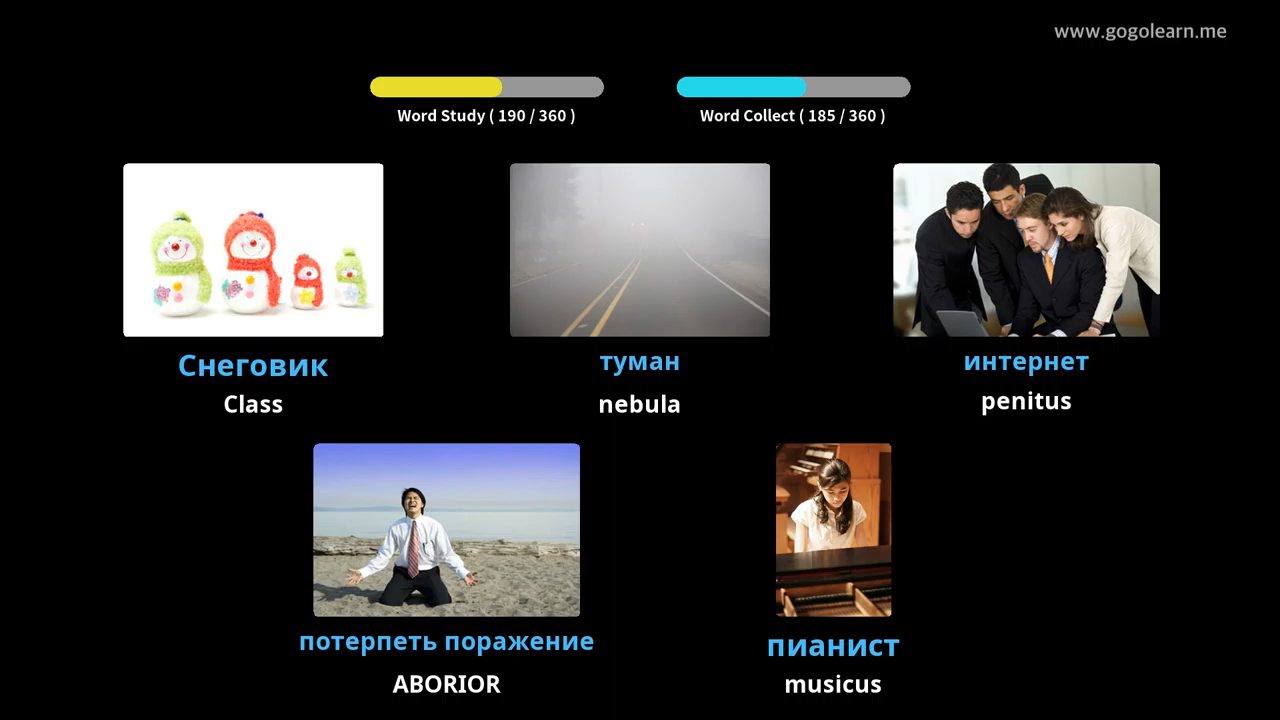 www.gogolearn.me
Word Study ( 190 / 360 )
Word Collect ( 185 / 360 )
Снеговик
Class
туман
nebula
интернет
penitus
потерпеть поражение
ABORIOR
пианист
musicus